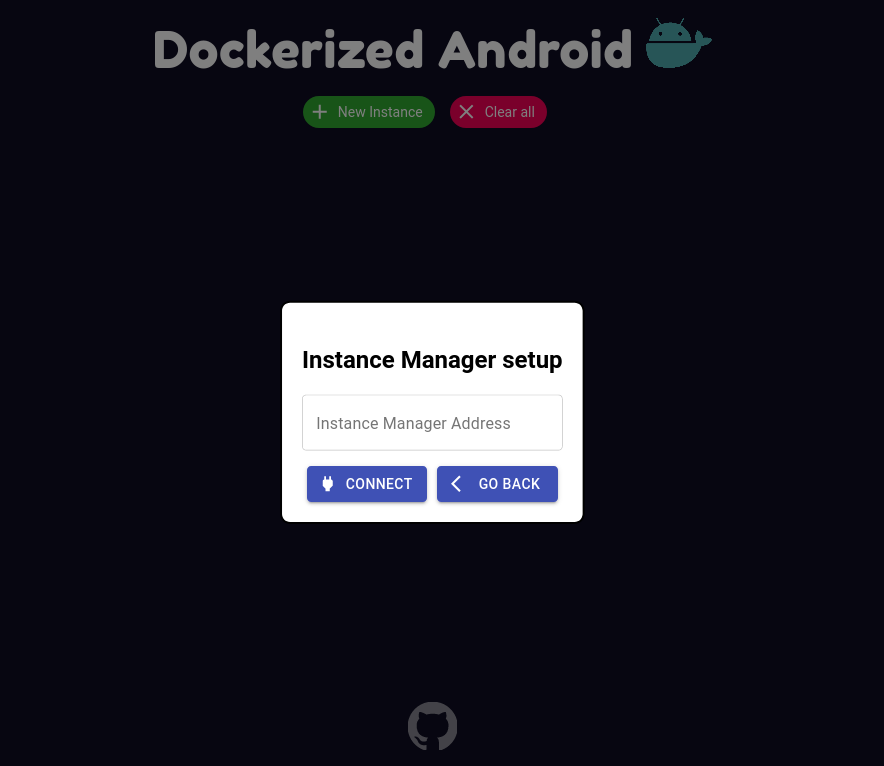 Dockerized Android
New Instance
Clear all
Instance Manager setup
Instance Manager Address
CONNECT
GO BACK